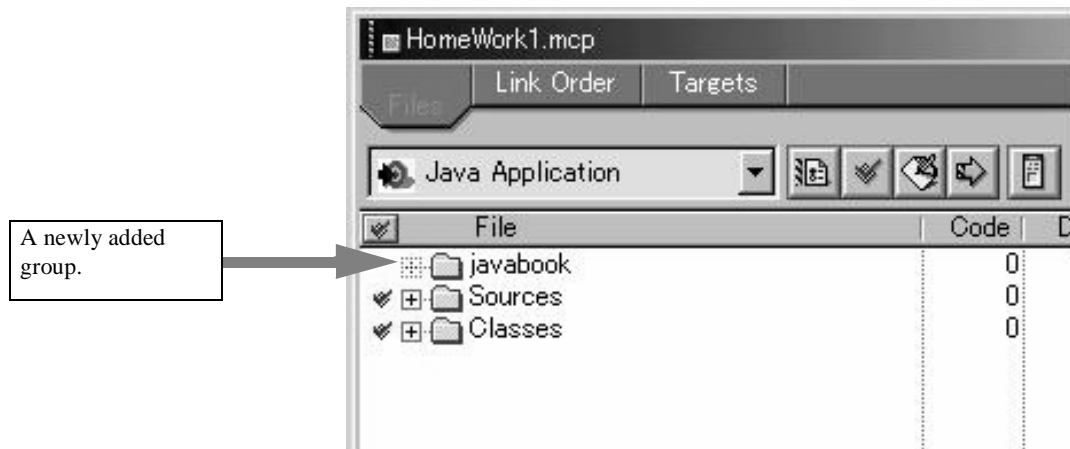 HomeWork1.mcp
Files
Link Order
Targets
Java Application
File
Code
D
A newly added
group.
javabook
0
Sources
0
Classes
0